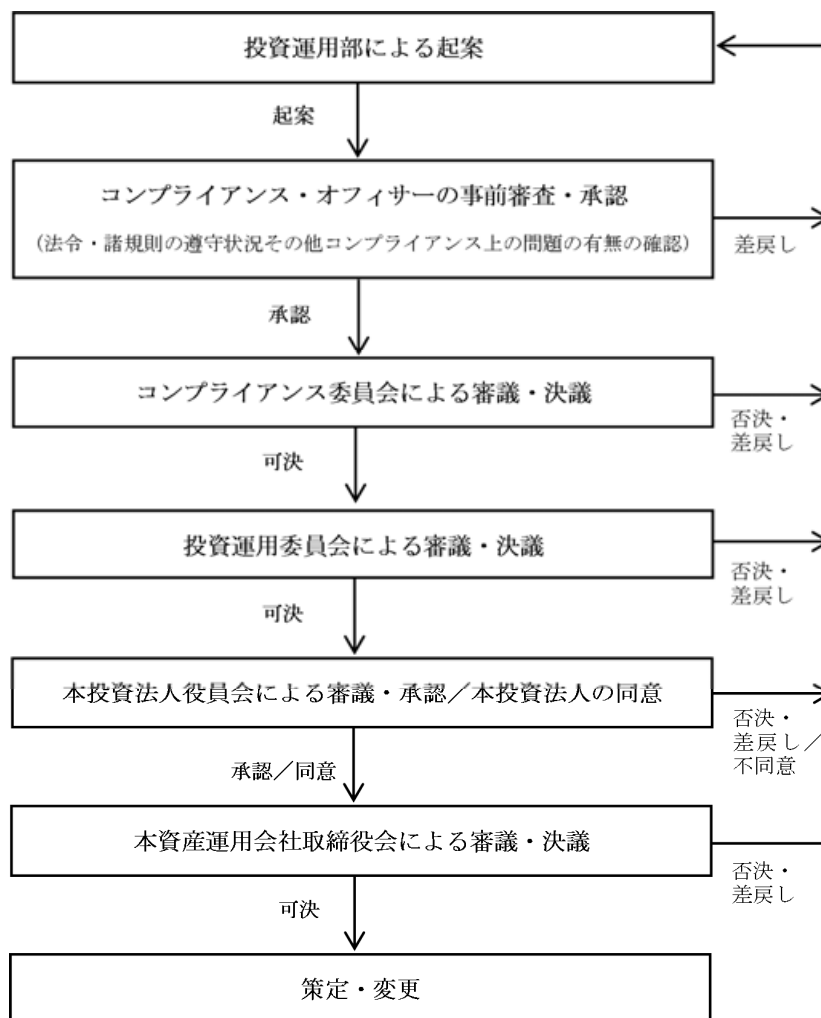 投資運用部による起案
起案
コンプライアンス・オフィサーの事前審査・承認
(法令・諸規則の遵守状況その他コンプライアンス上の問題の有無の確認)
差戻し
承認
コンプライアンス委員会による審議・決議
否決・
差戻し
可決
投資運用委員会による審議・決議
否決・
差戻し
可決
本投資法人役員会による審議・承認／本投資法人の同意
否決・
差戻し／
不同意
承認／同意
本資産運用会社取締役会による審議・決議
否決・
差戻し
可決
策定・変更